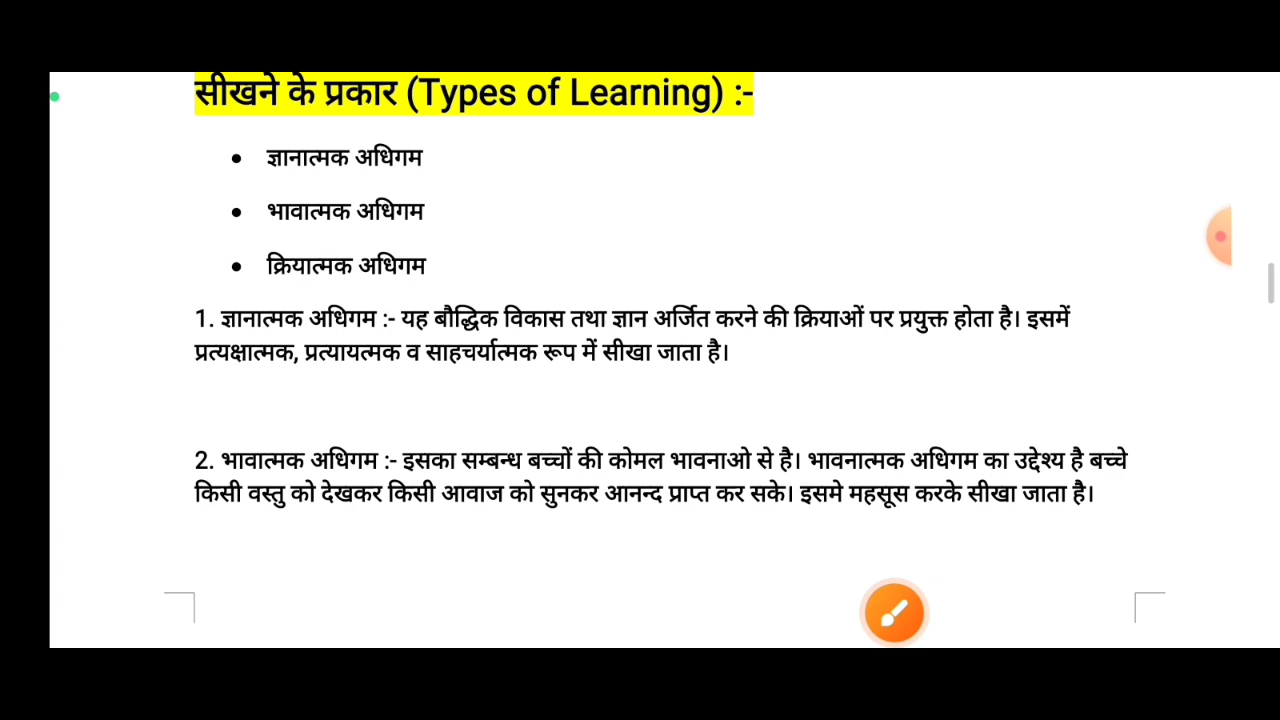 सीखने के प्रकार (Types of Learning) :-
• ज्ञानात्मक अधिगम
• भावात्मक अधिगम
• क्रियात्मक अधिगम
1. ज्ञानात्मक अधिगम :- यह बौद्धिक विकास तथा ज्ञान अर्जित करने की क्रियाओं पर प्रयुक्त होता है। इसमें
प्रत्यक्षात्मक, प्रत्यायत्मक व साहचर्यात्मक रूप में सीखा जाता है।
2. भावात्मक अधिगम :- इसका सम्बन्ध बच्चों की कोमल भावनाओ से है। भावनात्मक अधिगम का उद्देश्य है बच्चे
किसी वस्तु को देखकर किसी आवाज को सुनकर आनन्द प्राप्त कर सके। इसमे महसूस करके सीखा जाता है।